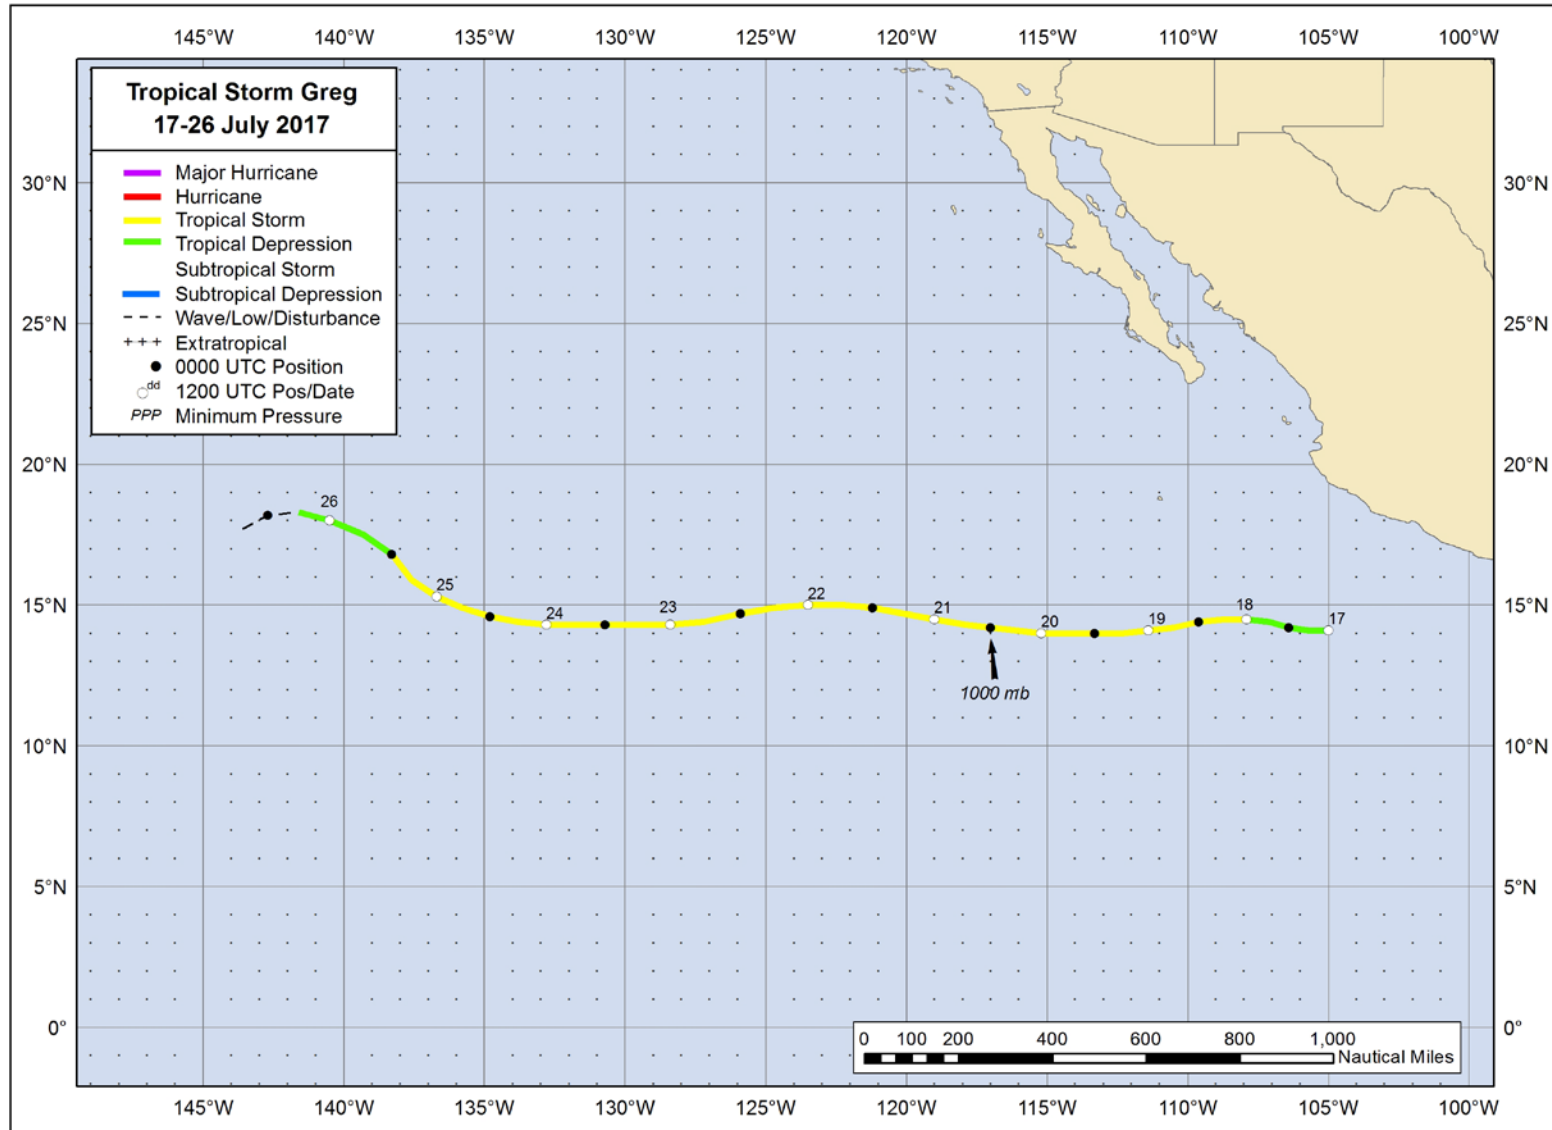 145°W 140°W 135°W 130°W 125°W 120°W 115°W 110°W 105°W 100°W
Tropical Storm Greg
17-26 July 2017
Major Hurricane
Hurricane
Tropical Storm
Tropical Depression
Subtropical Storm
Subtropical Depression
Wave/Low/Disturbance
+++ Extratropical
0000 UTC Position
dd 1200 UTC Pos/Date
PPP Minimum Pressure
30°N 30°N
25°N 25°N
20°N 20°N
26
25 24 23 22 21 20 19 18 17
15°N 15°N
1000 mb
10°N 10°N
5°N 5°N
0° 0°
0 100 200 400 600 800 1,000
Nautical Miles
145°W 140°W 135°W 130°W 125°W 120°W 115°W 110°W 105°W 100°W